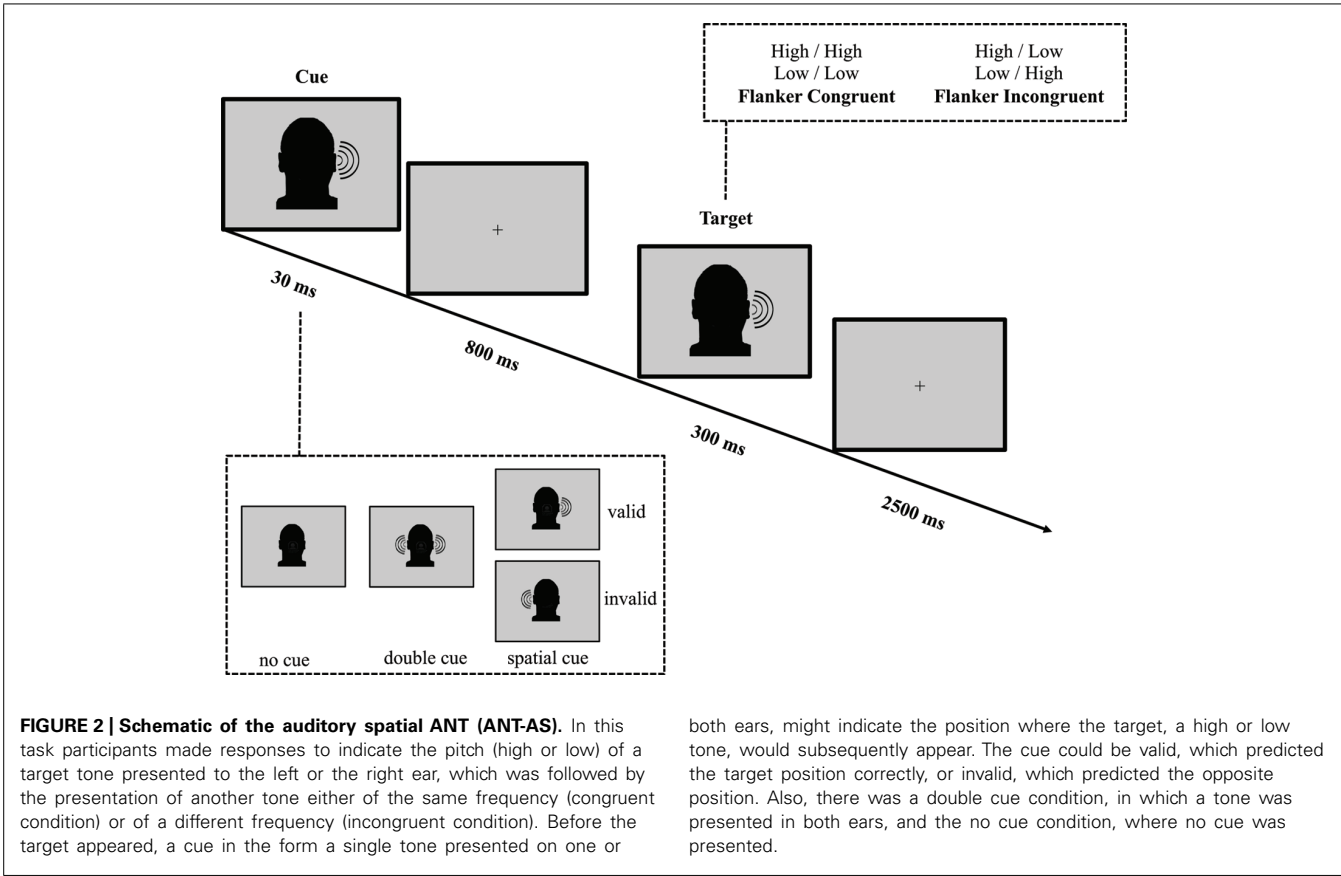 High / High
Low / Low
Flanker Congruent
High / Low
Low / High
Flanker Incongruent
Cue
+
Target
+
30 ms
800 ms
300 ms
2500 ms
valid
invalid
no cue
double cue
spatial cue
FIGURE 2 | Schematic of the auditory spatial ANT (ANT-AS). In this
task participants made responses to indicate the pitch (high or low) of a
target tone presented to the left or the right ear, which was followed by
the presentation of another tone either of the same frequency (congruent
condition) or of a different frequency (incongruent condition). Before the
target appeared, a cue in the form a single tone presented on one or
both ears, might indicate the position where the target, a high or low
tone, would subsequently appear. The cue could be valid, which predicted
the target position correctly, or invalid, which predicted the opposite
position. Also, there was a double cue condition, in which a tone was
presented in both ears, and the no cue condition, where no cue was
presented.